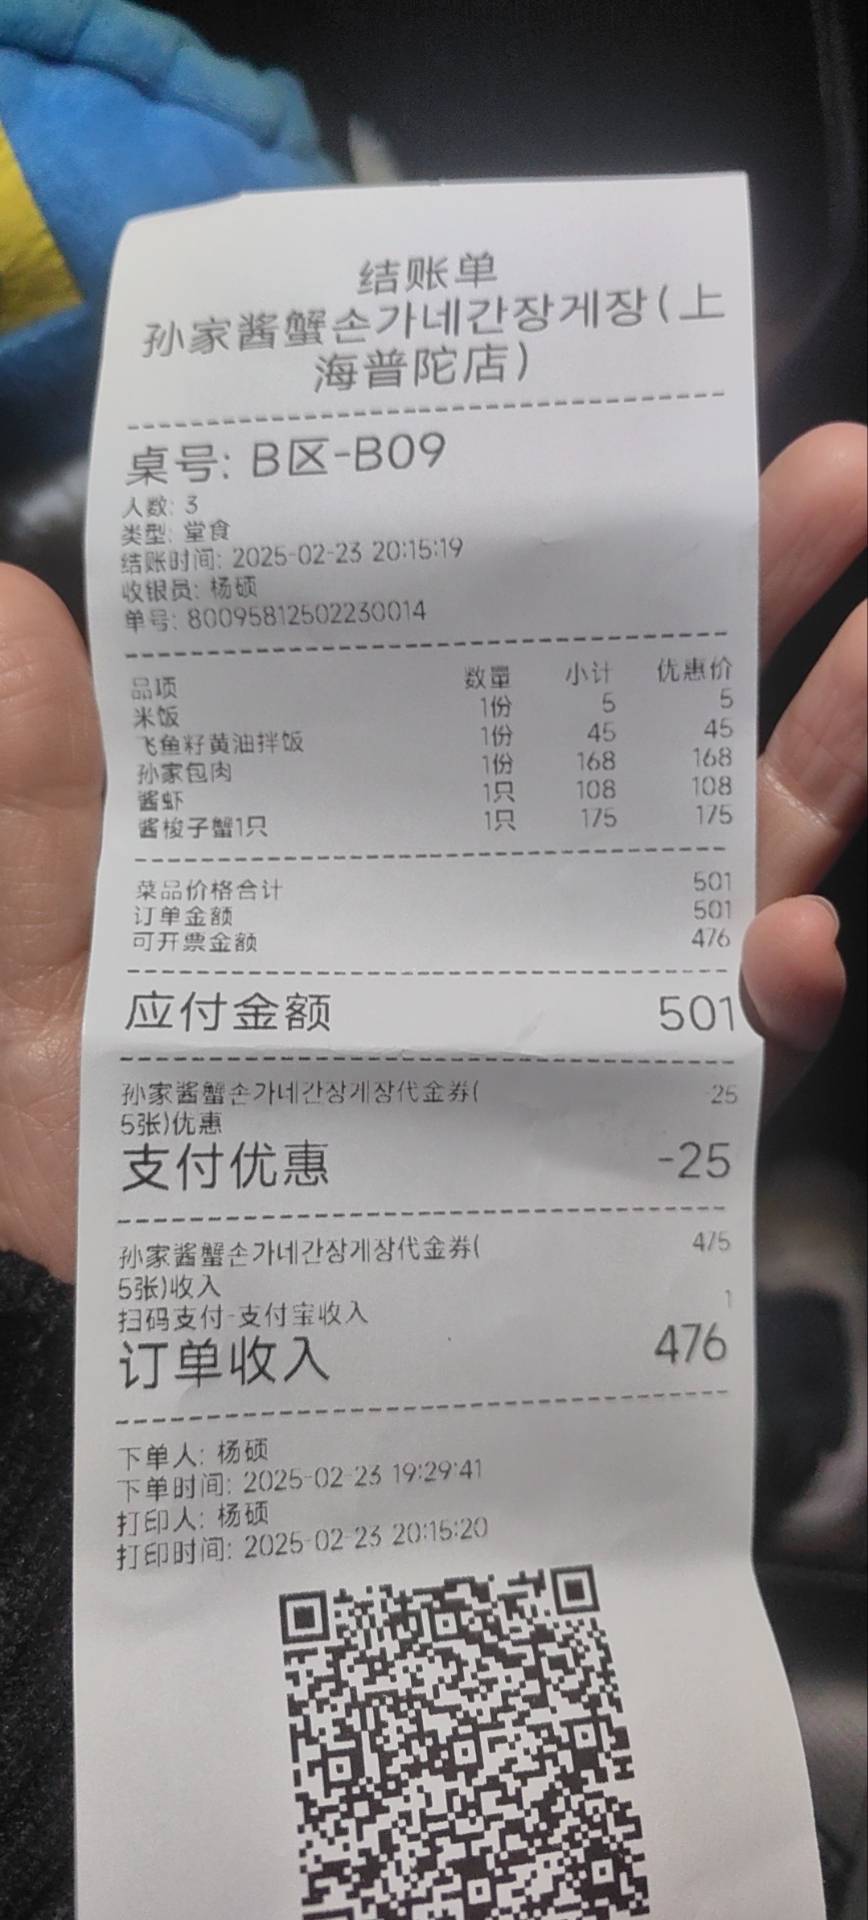 结账单
孙家酱蟹손가네간장게장(上
海普陀店)
桌号: B区-B09
人数: 3
类型: 堂食
结账时间: 2025-02-23 20:15:19
收银员: 杨硕
单号: 80095812502230014
品项 数量 小计 优惠价
米饭 1份 5 5
飞鱼籽黄油拌饭 1份 45 45
孙家包肉 1份 168 168
酱虾 1只 108 108
酱梭子蟹1只 1只 175 175
菜品价格合计 501
订单金额 501
可开票金额 476
应付金额 501
孙家酱蟹손가네간장게장代金券( -25
5张)优惠
支付优惠 -25
孙家酱蟹손가네간장게장代金券( 475
5张)收入
扫码支付-支付宝收入 1
订单收入 476
下单人: 杨硕
下单时间: 2025-02-23 19:29:41
打印人: 杨硕
打印时间: 2025-02-23 20:15:20